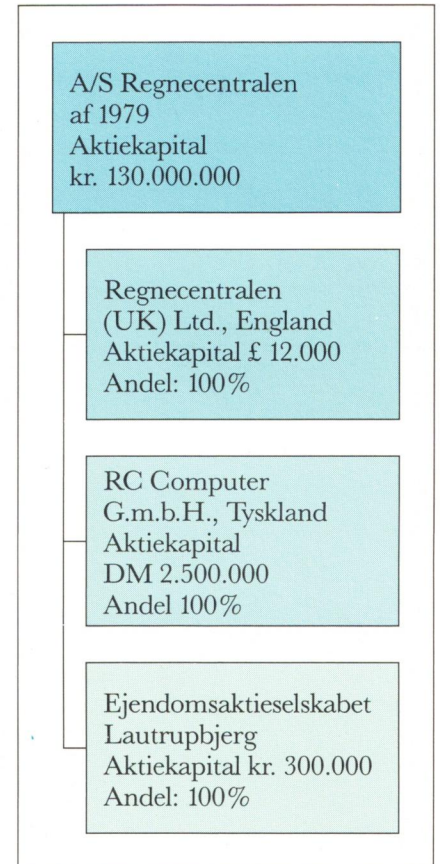 A/S Regnecentralen
af 1979
Aktiekapital
kr. 130.000.000
Regnecentralen
(UK) Ltd., England
Aktiekapital £ 12.000
Andel: 100%
RC Computer
G.m.b.H., Tyskland
Aktiekapital
DM 2.500.000
Andel 100%
Ejendomsaktieselskabet
Lautrupbjerg
Aktiekapital kr. 300.000
Andel: 100%